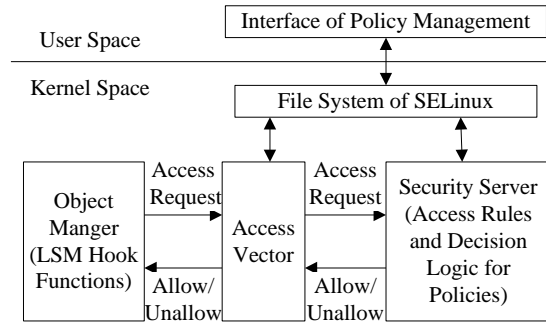 Interface of Policy Management
User Space
Kernel Space
File System of SELinux
Object
Manger
(LSM Hook
Functions)
Access
Request
Allow/
Unallow
Access
Vector
Access
Request
Allow/
Unallow
Security Server
(Access Rules
and Decision
Logic for
Policies)